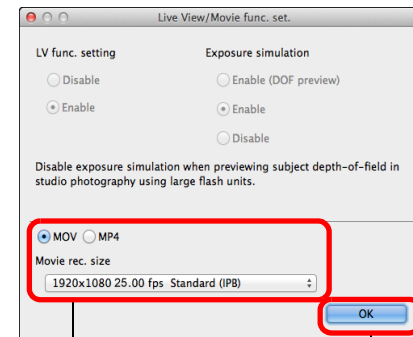 Live View/Movie func. set.
LV func. setting
Exposure simulation
Disable
Enable (DOF preview)
Enable
Enable
Disable
Disable exposure simulation when previewing subject depth-of-field in
studio photography using large flash units.
MOV MP4
Movie rec. size
1920x1080 25.00 fps Standard (IPB)
OK